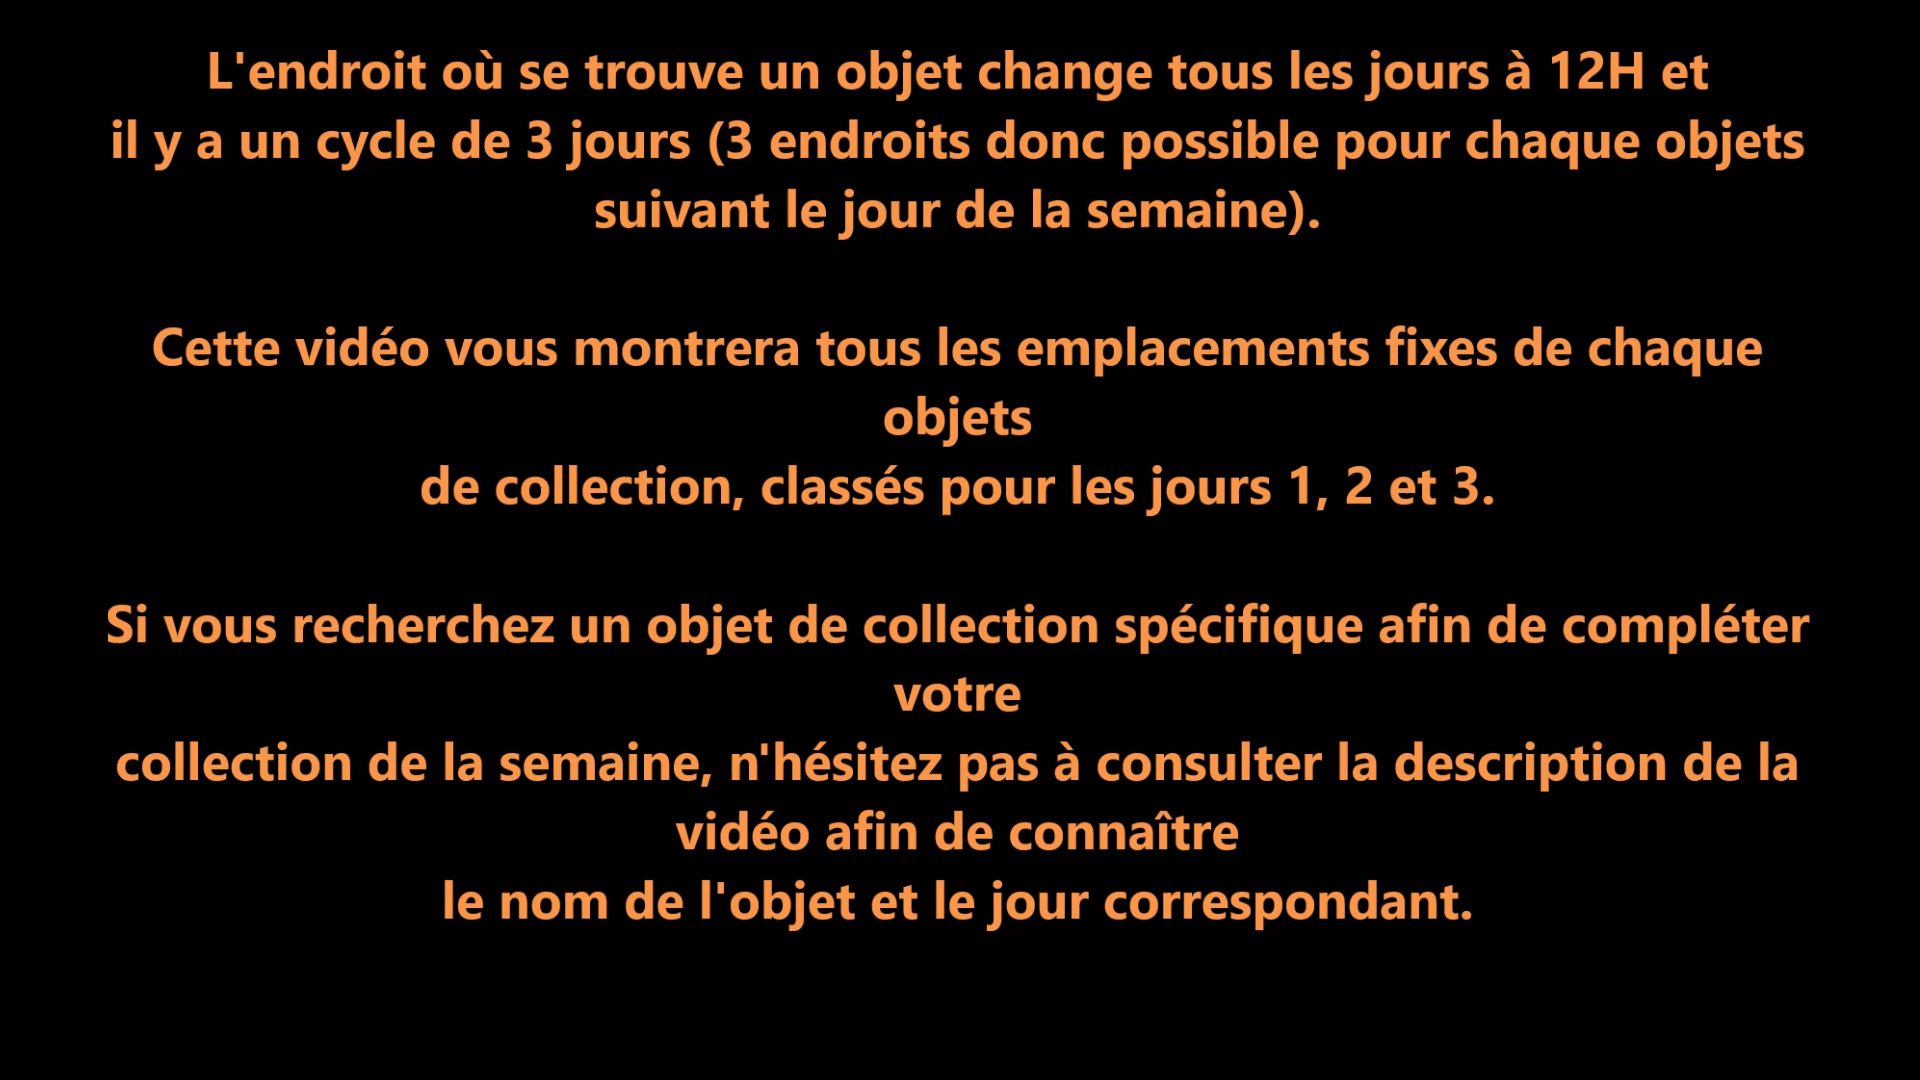 L'endroit où se trouve un objet change tous les jours à 12H et
il y a un cycle de 3 jours (3 endroits donc possible pour chaque objets
suivant le jour de la semaine).
Cette vidéo vous montrera tous les emplacements fixes de chaque
objets
de collection, classés pour les jours 1, 2 et 3.
Si vous recherchez un objet de collection spécifique afin de compléter
votre
collection de la semaine, n'hésitez pas à consulter la description de la
vidéo afin de connaître
le nom de l'objet et le jour correspondant.